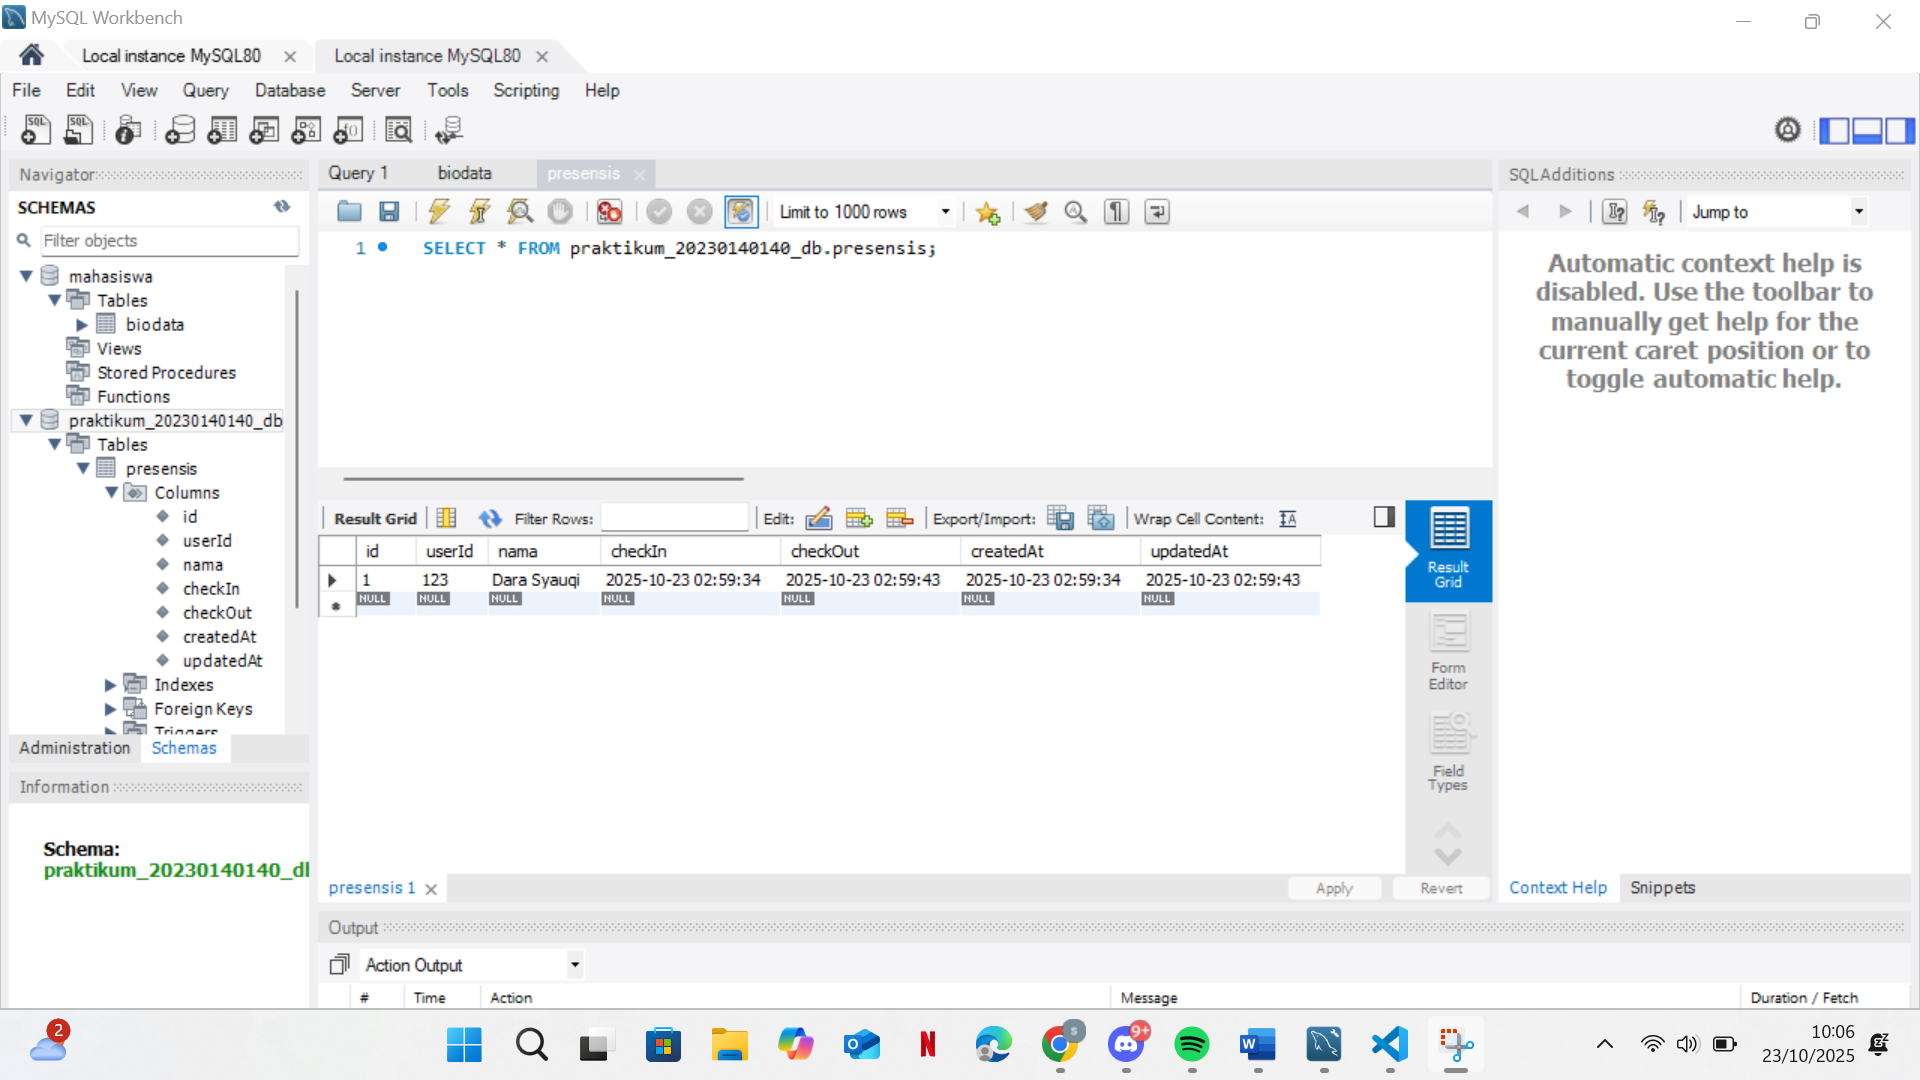 MySQL Workbench
Local instance MySQL80
Local instance MySQL80
File Edit View Query Database Server Tools Scripting Help
Navigator
SCHEMAS
Filter objects
mahasiswa
Tables
biodata
Views
Stored Procedures
Functions
praktikum_20230140140_db
Tables
presensis
Columns
id
userId
nama
checkIn
checkOut
createdAt
updatedAt
Indexes
Foreign Keys
Triggers
Administration Schemas
Information
Schema:
praktikum_20230140140_d
Query 1 biodata presensis
Limit to 1000 rows
1 SELECT * FROM praktikum_20230140140_db.presensis;
Result Grid Filter Rows: Edit: Export/Import: Wrap Cell Content:
id userId nama checkIn checkOut createdAt updatedAt
1 123 Dara Syauqi 2025-10-23 02:59:34 2025-10-23 02:59:43 2025-10-23 02:59:34 2025-10-23 02:59:43
NULL NULL NULL NULL NULL NULL NULL
Result
Grid
Form
Editor
Field
Types
presensis 1
Apply Revert
SQLAdditions
Jump to
Automatic context help is
disabled. Use the toolbar to
manually get help for the
current caret position or to
toggle automatic help.
Context Help Snippets
Output
Action Output
# Time Action Message Duration / Fetch
2
9+
10:06
23/10/2025